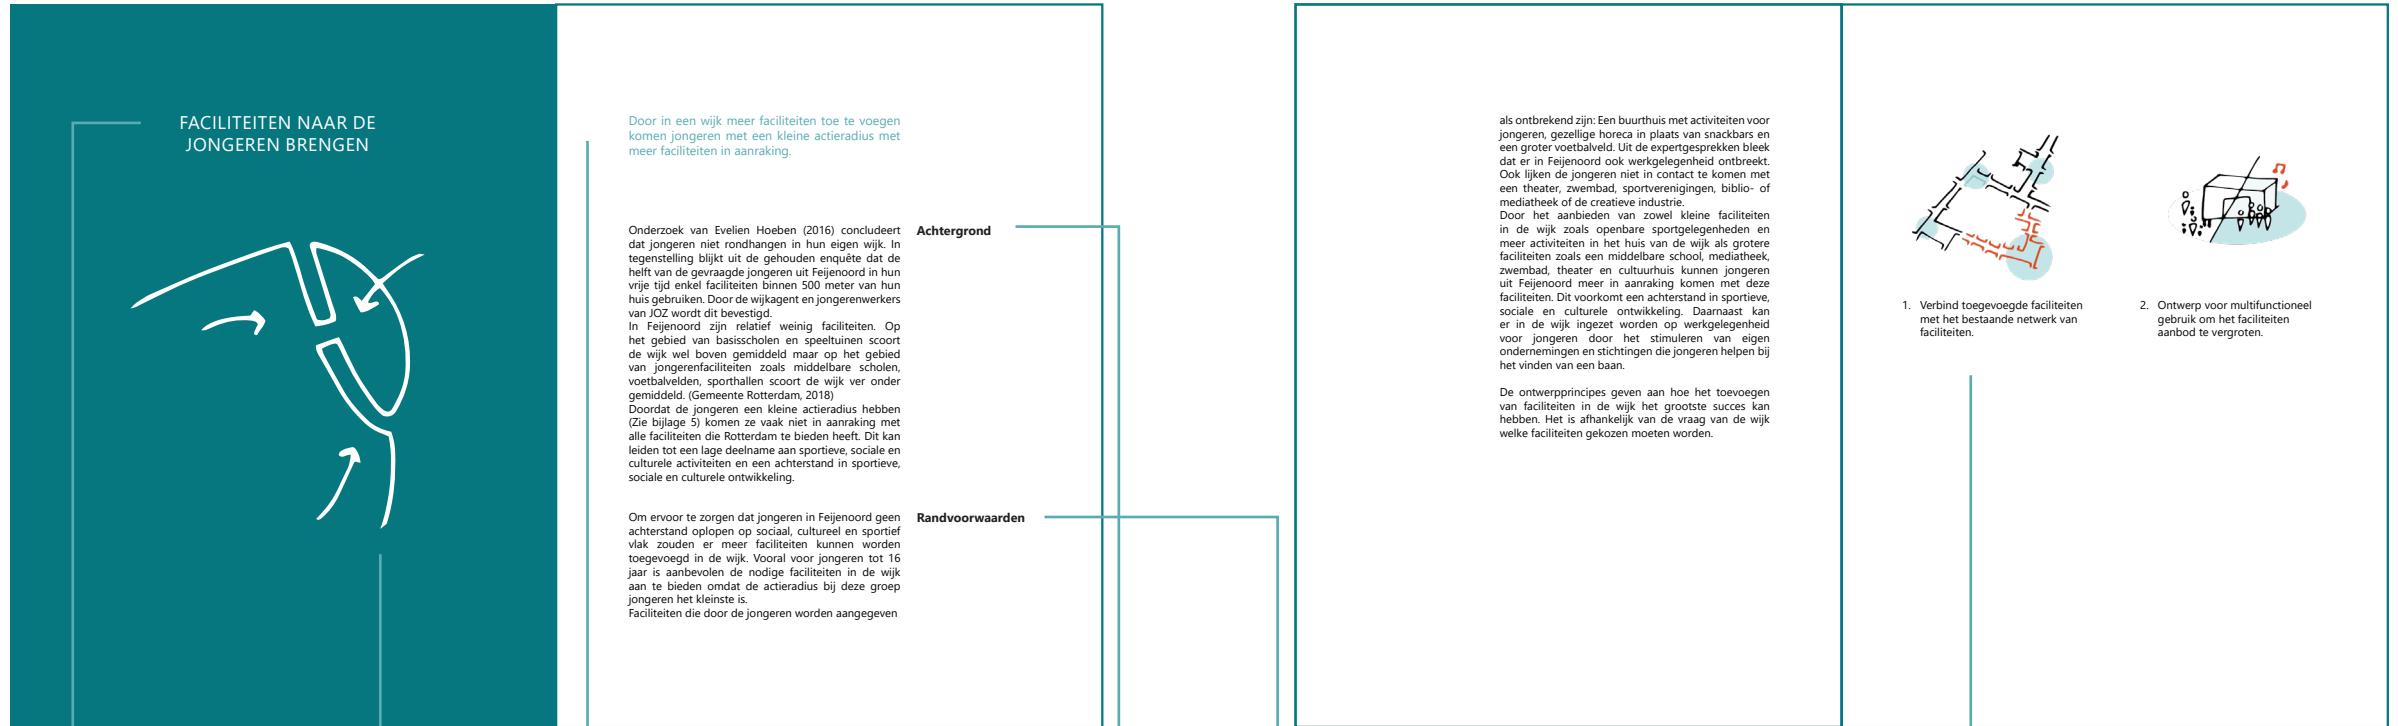 FACILITEITEN NAAR DE
JONGEREN BRENGEN
Door in een wijk meer faciliteiten toe te voegen
komen jongeren met een kleine actieradius met
meer faciliteiten in aanraking.
Onderzoek van Evelien Hoeben (2016) concludeert
dat jongeren niet rondhangen in hun eigen wijk. In
tegenstelling blijkt uit de gehouden enquête dat de
helft van de gevraagde jongeren uit Feijenoord in hun
vrije tijd enkel faciliteiten binnen 500 meter van hun
huis gebruiken. Door de wijkagent en jongerenwerkers
van JOZ wordt dit bevestigd.
In Feijenoord zijn relatief weinig faciliteiten. Op
het gebied van basisscholen en speeltuinen scoort
de wijk wel boven gemiddeld maar op het gebied
van jongerenfaciliteiten zoals middelbare scholen,
voetbalvelden, sporthallen scoort de wijk ver onder
gemiddeld. (Gemeente Rotterdam, 2018)
Doordat de jongeren een kleine actieradius hebben
(Zie bijlage 5) komen ze vaak niet in aanraking met
alle faciliteiten die Rotterdam te bieden heeft. Dit kan
leiden tot een lage deelname aan sportieve, sociale en
culturele activiteiten en een achterstand in sportieve,
sociale en culturele ontwikkeling.
Achtergrond
Om ervoor te zorgen dat jongeren in Feijenoord geen
achterstand oplopen op sociaal, cultureel en sportief
vlak zouden er meer faciliteiten kunnen worden
toegevoegd in de wijk. Vooral voor jongeren tot 16
jaar is aanbevolen de nodige faciliteiten in de wijk
aan te bieden omdat de actieradius bij deze groep
jongeren het kleinste is.
Faciliteiten die door de jongeren worden aangegeven
Randvoorwaarden
als ontbrekend zijn: Een buurthuis met activiteiten voor
jongeren, gezellige horeca in plaats van snackbars en
een groter voetbalveld. Uit de expertgesprekken bleek
dat er in Feijenoord ook werkgelegenheid ontbreekt.
Ook lijken de jongeren niet in contact te komen met
een theater, zwembad, sportverenigingen, biblio- of
mediatheek of de creatieve industrie.
Door het aanbieden van zowel kleine faciliteiten
in de wijk zoals openbare sportgelegenheden en
meer activiteiten in het huis van de wijk als grotere
faciliteiten zoals een middelbare school, mediatheek,
zwembad, theater en cultuurhuis kunnen jongeren
uit Feijenoord meer in aanraking komen met deze
faciliteiten. Dit voorkomt een achterstand in sportieve,
sociale en culturele ontwikkeling. Daarnaast kan
er in de wijk ingezet worden op werkgelegenheid
voor jongeren door het stimuleren van eigen
ondernemingen en stichtingen die jongeren helpen bij
het vinden van een baan.
De ontwerpprincipes geven aan hoe het toevoegen
van faciliteiten in de wijk het grootste succes kan
hebben. Het is afhankelijk van de vraag van de wijk
welke faciliteiten gekozen moeten worden.
1. Verbind toegevoegde faciliteiten
met het bestaande netwerk van
faciliteiten.
2. Ontwerp voor multifunctioneel
gebruik om het faciliteiten
aanbod te vergroten.